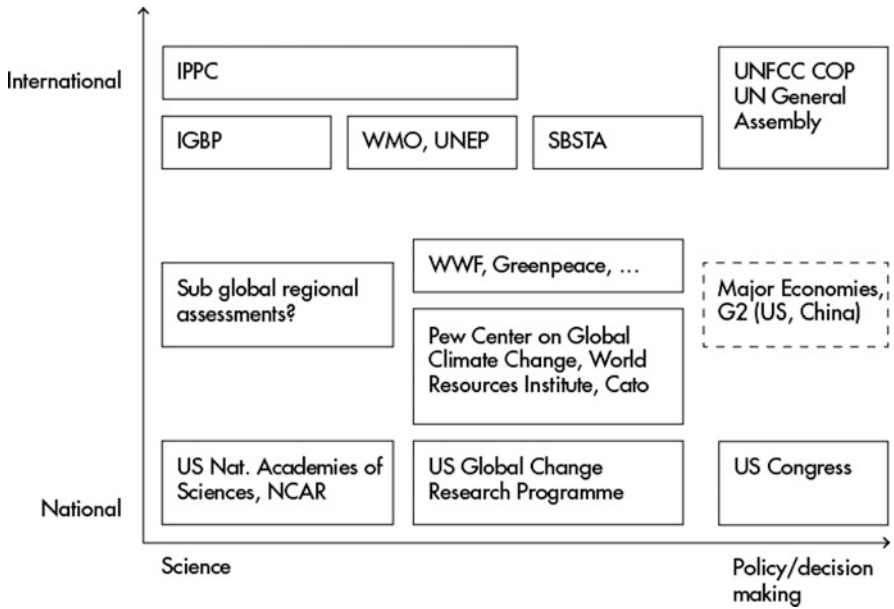 International
IPPC
UNFCC COP
UN General
Assembly
IGBP
WMO, UNEP
SBSTA
Sub global regional
assessments?
WWF, Greenpeace, ...
Major Economies,
G2 (US, China)
Pew Center on Global
Climate Change, World
Resources Institute, Cato
National
US Nat. Academies of
Sciences, NCAR
US Global Change
Research Programme
US Congress
Science
Policy/decision
making